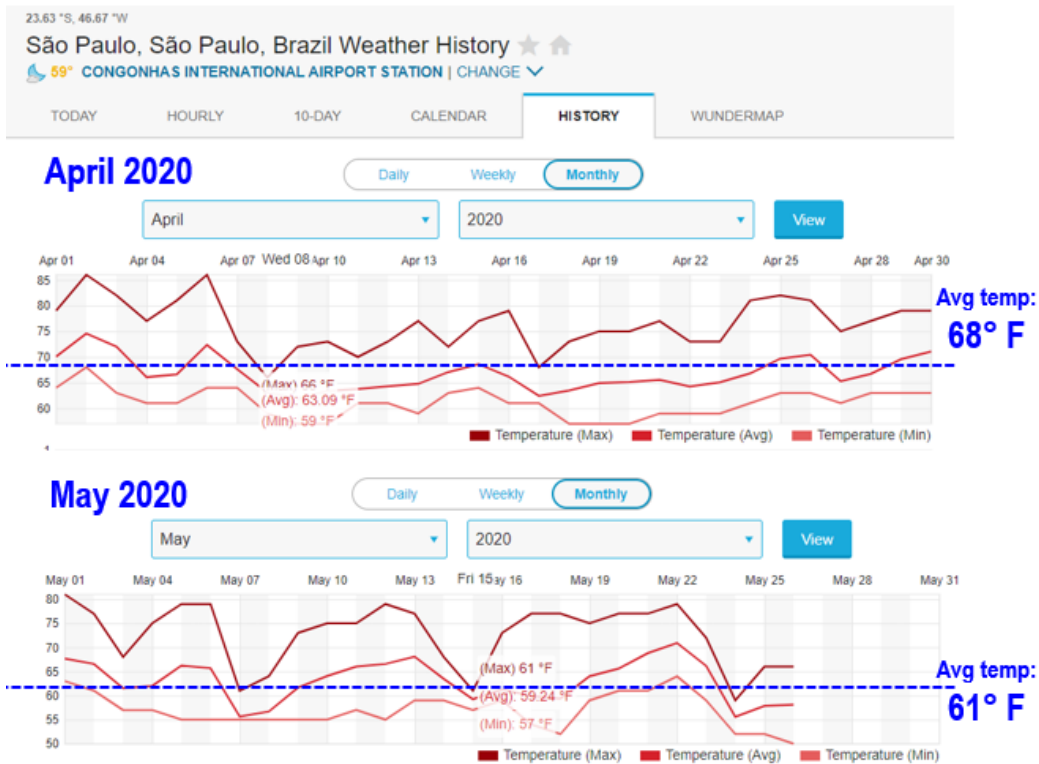 23.63 °S, 46.67 °W
São Paulo, São Paulo, Brazil Weather History
59° CONGONHAS INTERNATIONAL AIRPORT STATION | CHANGE
TODAY HOURLY 10-DAY CALENDAR HISTORY WUNDERMAP
April 2020
Daily Weekly Monthly
April 2020 View
Apr 01 Apr 04 Apr 07 Wed 08 Apr 10 Apr 13 Apr 16 Apr 19 Apr 22 Apr 25 Apr 28 Apr 30
85
80
75
70
65
60
Avg temp:
68° F
(Max) 66 °F
(Avg): 63.09 °F
(Min): 59 °F
Temperature (Max) Temperature (Avg) Temperature (Min)
May 2020
Daily Weekly Monthly
May 2020 View
May 01 May 04 May 07 May 10 May 13 Fri 15 ay 16 May 19 May 22 May 25 May 28 May 31
80
75
70
65
60
55
50
(Max) 61 °F
(Avg): 59.24 °F
(Min): 57 °F
Avg temp:
61° F
Temperature (Max) Temperature (Avg) Temperature (Min)